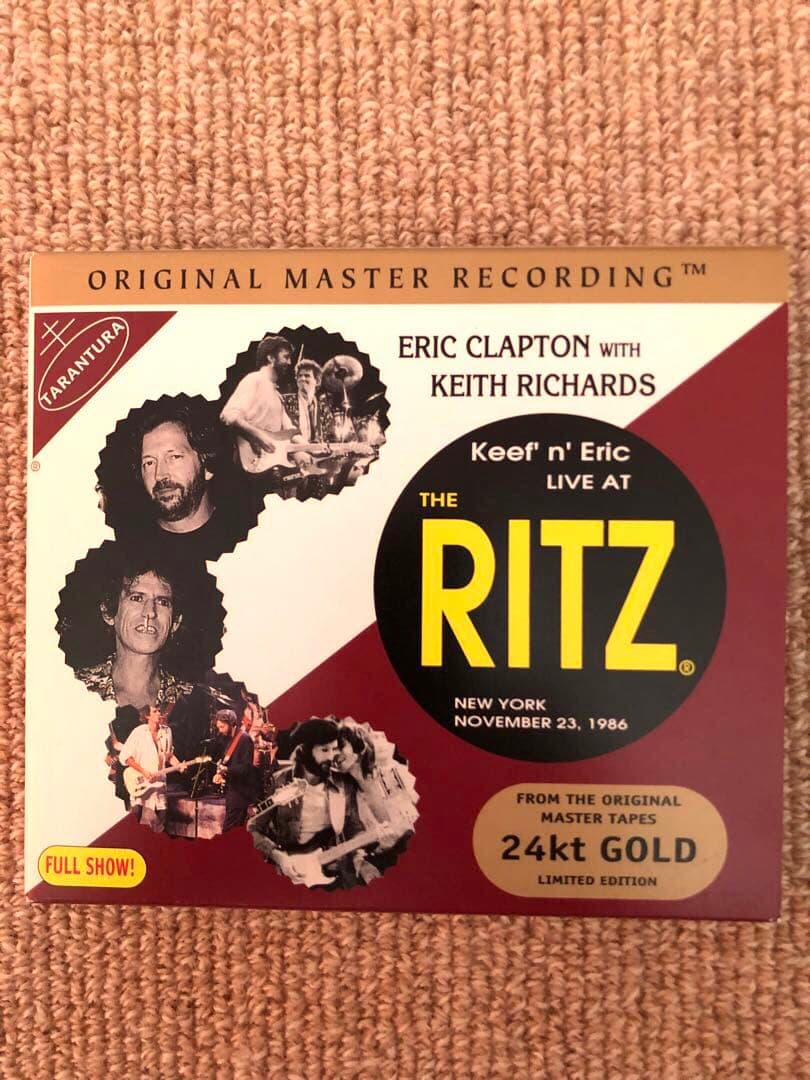 ORIGINAL MASTER RECORDING™
TARANTURA
®
ERIC CLAPTON WITH
KEITH RICHARDS
Keef' n' Eric
LIVE AT
THE
RITZ®
NEW YORK
NOVEMBER 23, 1986
FROM THE ORIGINAL
MASTER TAPES
24kt GOLD
LIMITED EDITION
FULL SHOW!